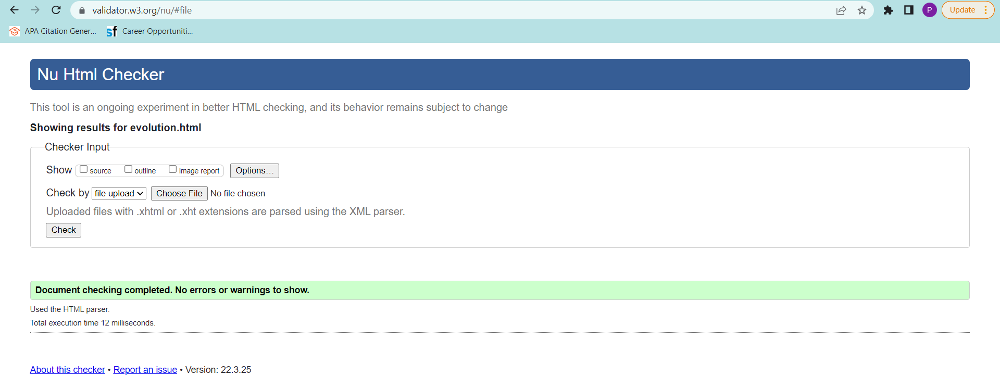 validator.w3.org/nu/#file
P
Update
APA Citation Gener...
sf Career Opportuniti...
Nu Html Checker
This tool is an ongoing experiment in better HTML checking, and its behavior remains subject to change
Showing results for evolution.html
Checker Input
Show source outline image report Options...
Check by file upload Choose File No file chosen
Uploaded files with .xhtml or .xht extensions are parsed using the XML parser.
Check
Document checking completed. No errors or warnings to show.
Used the HTML parser.
Total execution time 12 milliseconds.
About this checker • Report an issue • Version: 22.3.25